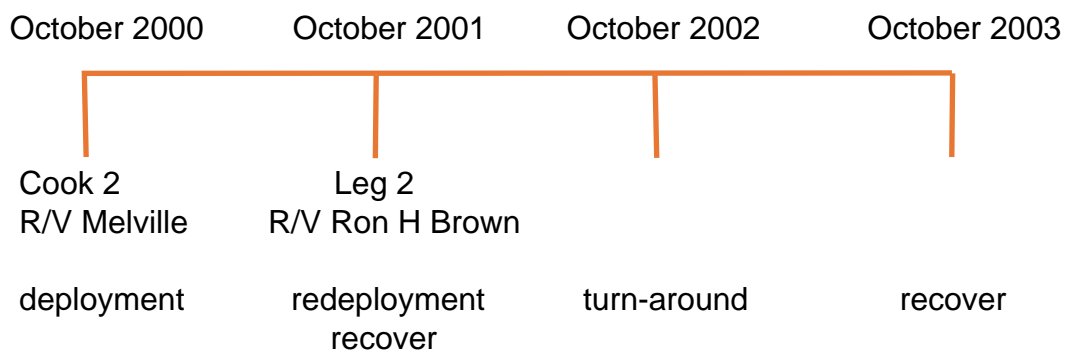 October 2000 October 2001 October 2002 October 2003
Cook 2 Leg 2
R/V Melville R/V Ron H Brown
deployment redeployment turn-around recover
recover